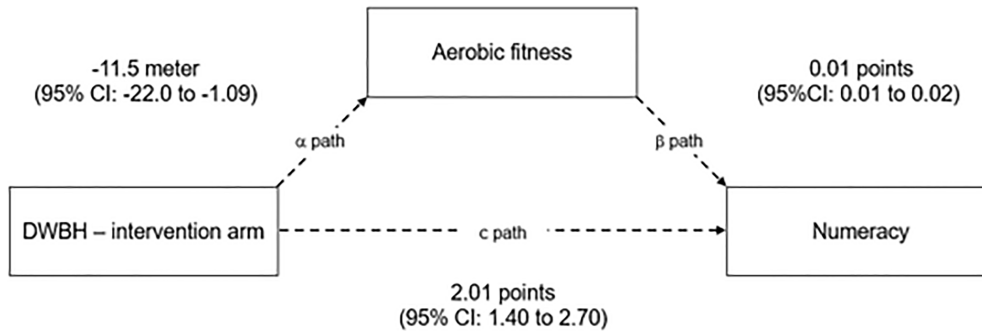 Aerobic fitness
-11.5 meter
(95% CI: -22.0 to -1.09)
0.01 points
(95%CI: 0.01 to 0.02)
α path
β path
DWBH – intervention arm
c path
Numeracy
2.01 points
(95% CI: 1.40 to 2.70)